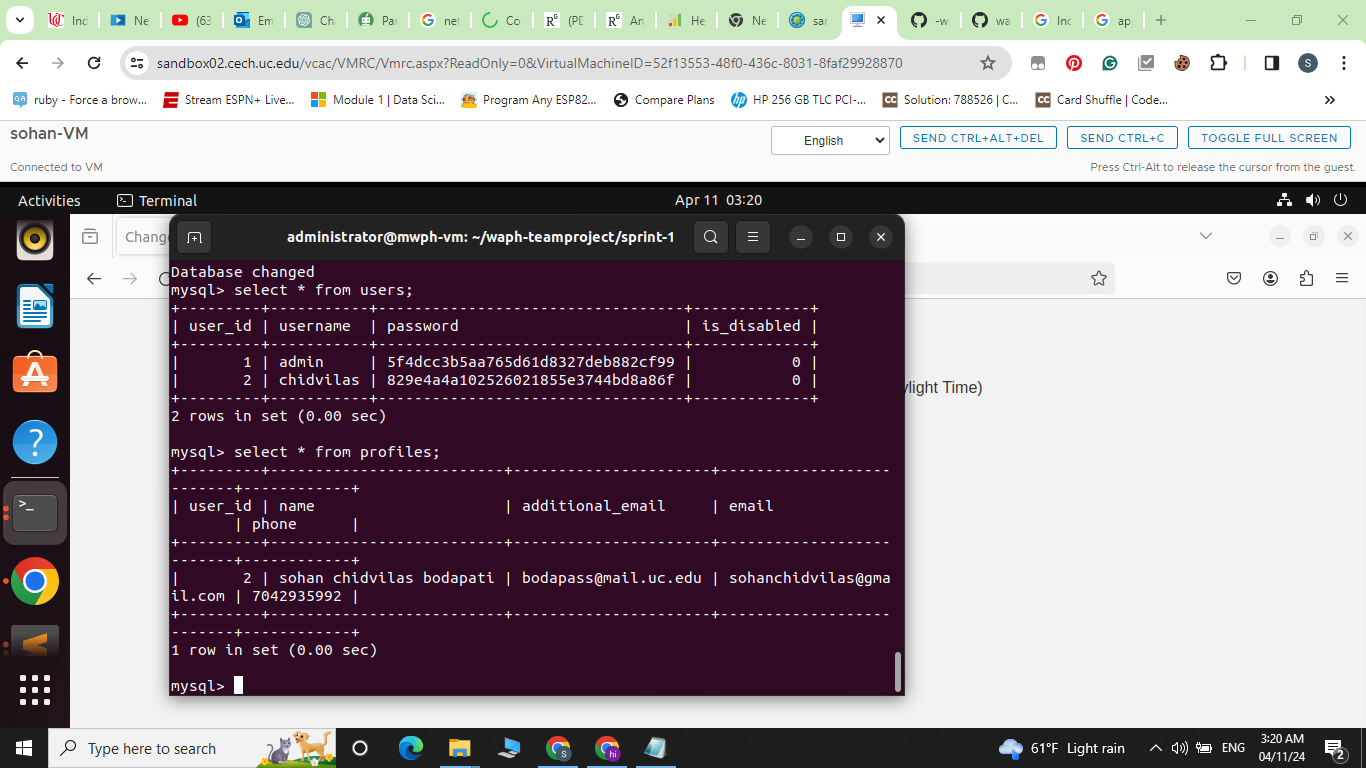 Ind
Ne
(63
Em
Ch
Pa
net
Co
(PD
An
He
Ne
sar
-w
wa
Inc
ap
sandbox02.cech.uc.edu/vcac/VMRC/Vmrc.aspx?ReadOnly=0&VirtualMachineID=52f13553-48f0-436c-8031-8faf29928870
S
ruby - Force a brow...
Stream ESPN+ Live...
Module 1 | Data Sci...
Program Any ESP82...
Compare Plans
HP 256 GB TLC PCI-...
Solution: 788526 | C...
Card Shuffle | Code...
sohan-VM
English
SEND CTRL+ALT+DEL
SEND CTRL+C
TOGGLE FULL SCREEN
Connected to VM
Press Ctrl-Alt to release the cursor from the guest.
Activities
Terminal
Apr 11 03:20
Chang
administrator@mwph-vm: ~/waph-teamproject/sprint-1
Database changed
mysql> select * from users;
+---------+-----------+----------------------------------+-------------+
| user_id | username  | password                         | is_disabled |
+---------+-----------+----------------------------------+-------------+
|       1 | admin     | 5f4dcc3b5aa765d61d8327deb882cf99 |           0 |
|       2 | chidvilas | 829e4a4a102526021855e3744bd8a86f |           0 |
+---------+-----------+----------------------------------+-------------+
2 rows in set (0.00 sec)
mysql> select * from profiles;
+---------+--------------------------+----------------------+-------------------
-------+------------+
| user_id | name                     | additional_email     | email
       | phone      |
+---------+--------------------------+----------------------+-------------------
-------+------------+
|       2 | sohan chidvilas bodapati | bodapass@mail.uc.edu | sohanchidvilas@gma
il.com | 7042935992 |
+---------+--------------------------+----------------------+-------------------
-------+------------+
1 row in set (0.00 sec)
mysql>
ylight Time)
Type here to search
61°F Light rain
ENG
3:20 AM
04/11/24
2